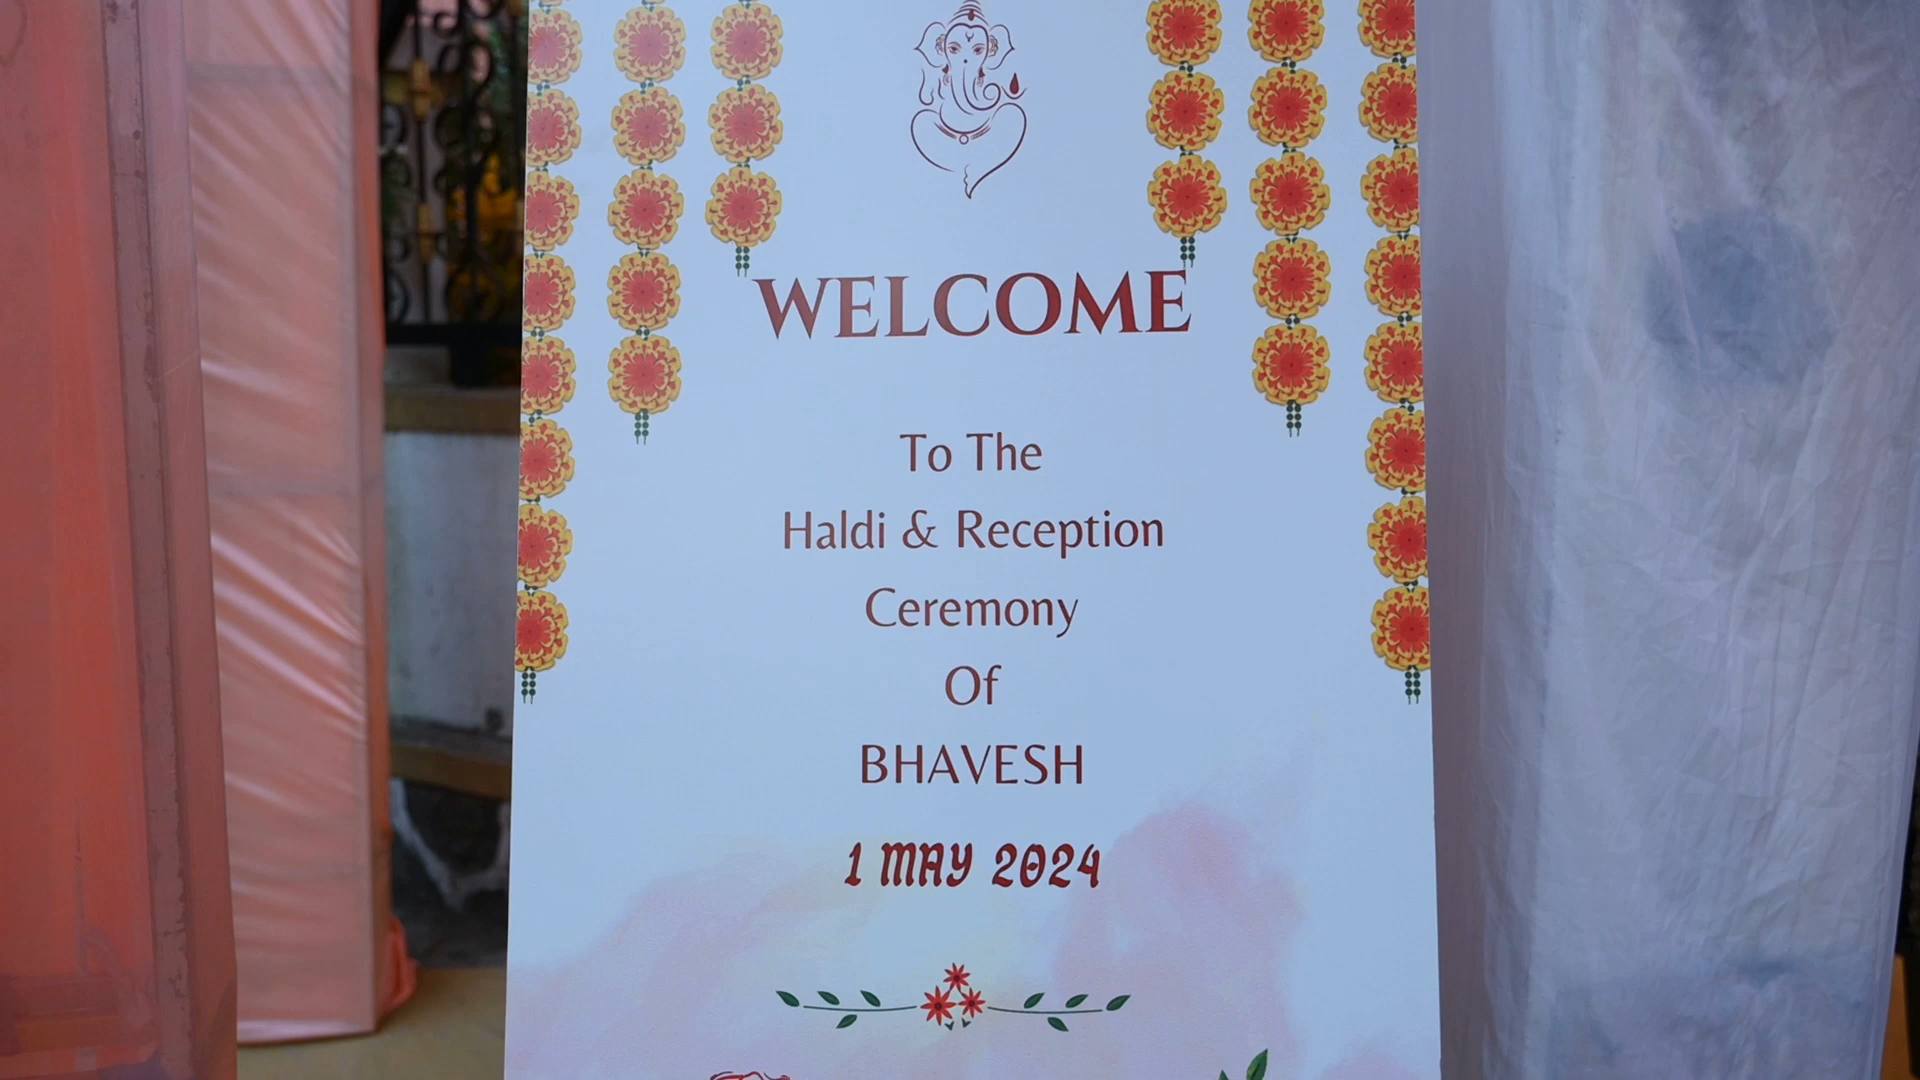 WELCOME
To The
Haldi & Reception
Ceremony
Of
BHAVESH
1 MAY 2024